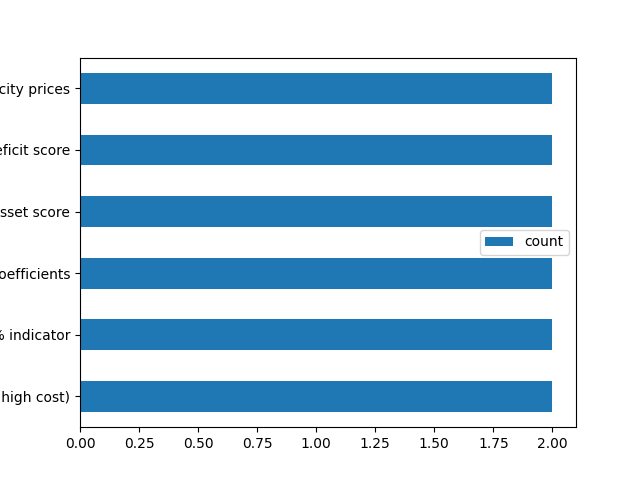 city prices
eficit score
sset score
count
oefficients
% indicator
high cost)
0.00 0.25 0.50 0.75 1.00 1.25 1.50 1.75 2.00